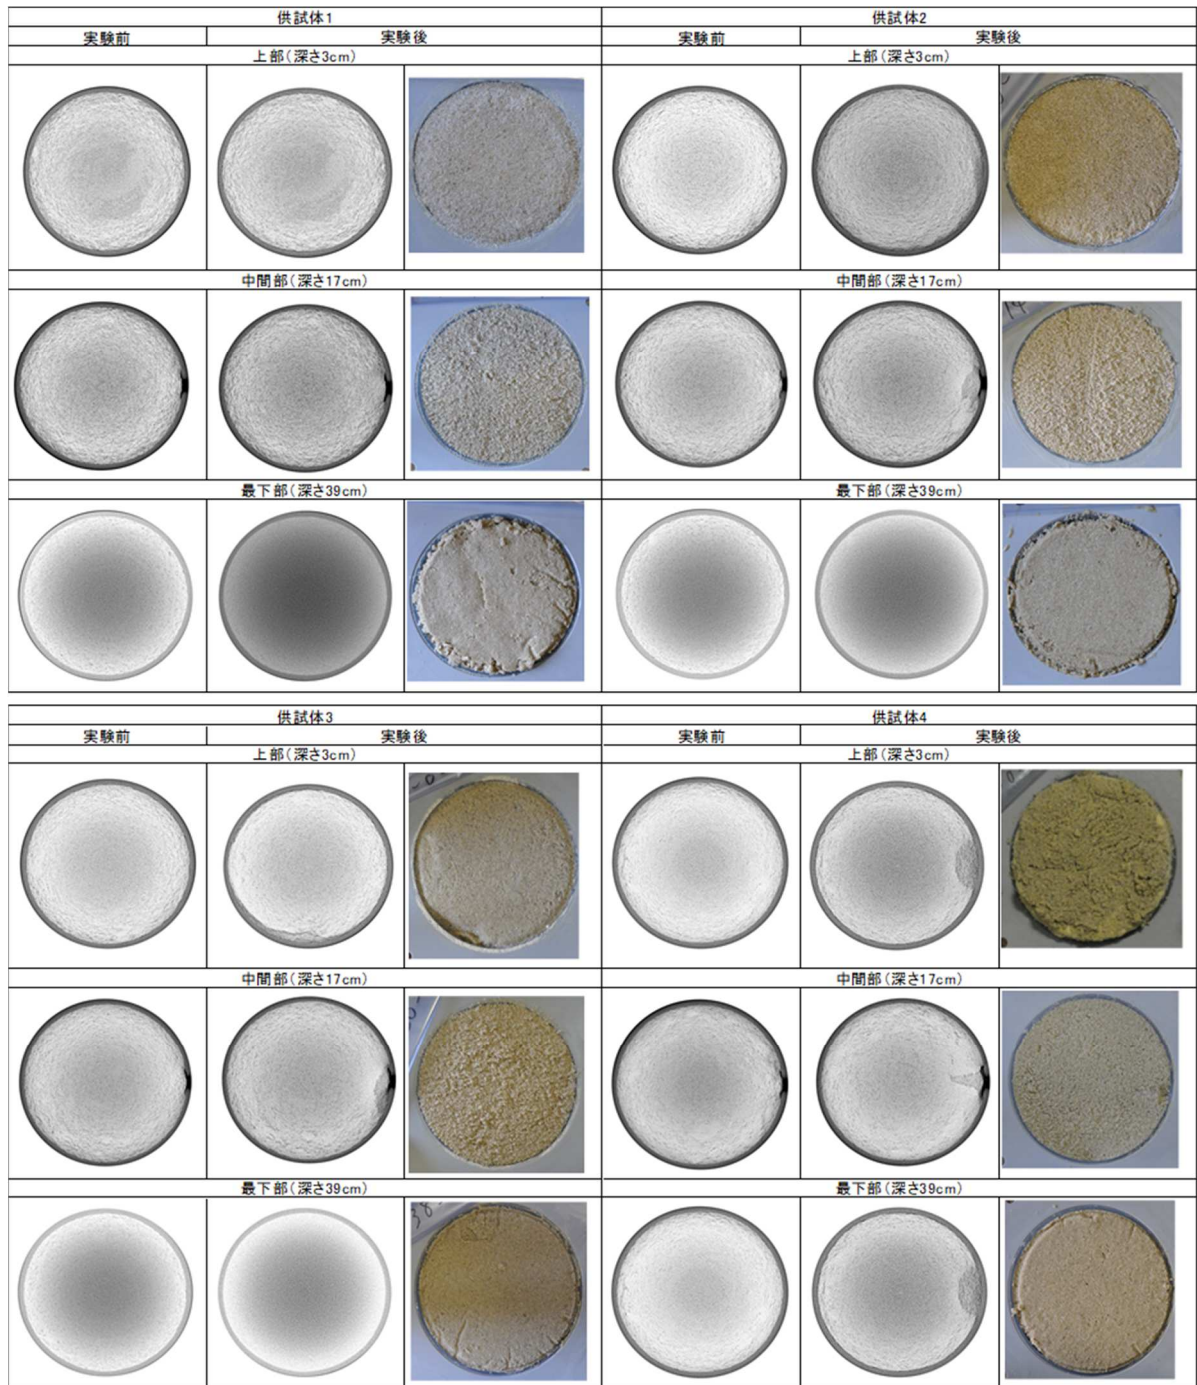 供試体1 供試体2
実験前 実験後 実験前 実験後
上部(深さ3cm) 上部(深さ3cm)
中間部(深さ17cm) 中間部(深さ17cm)
14
最下部(深さ39cm) 最下部(深さ39cm)
供試体3 供試体4
実験前 実験後 実験前 実験後
上部(深さ3cm) 上部(深さ3cm)
中間部(深さ17cm) 中間部(深さ17cm)
最下部(深さ39cm) 最下部(深さ39cm)
38